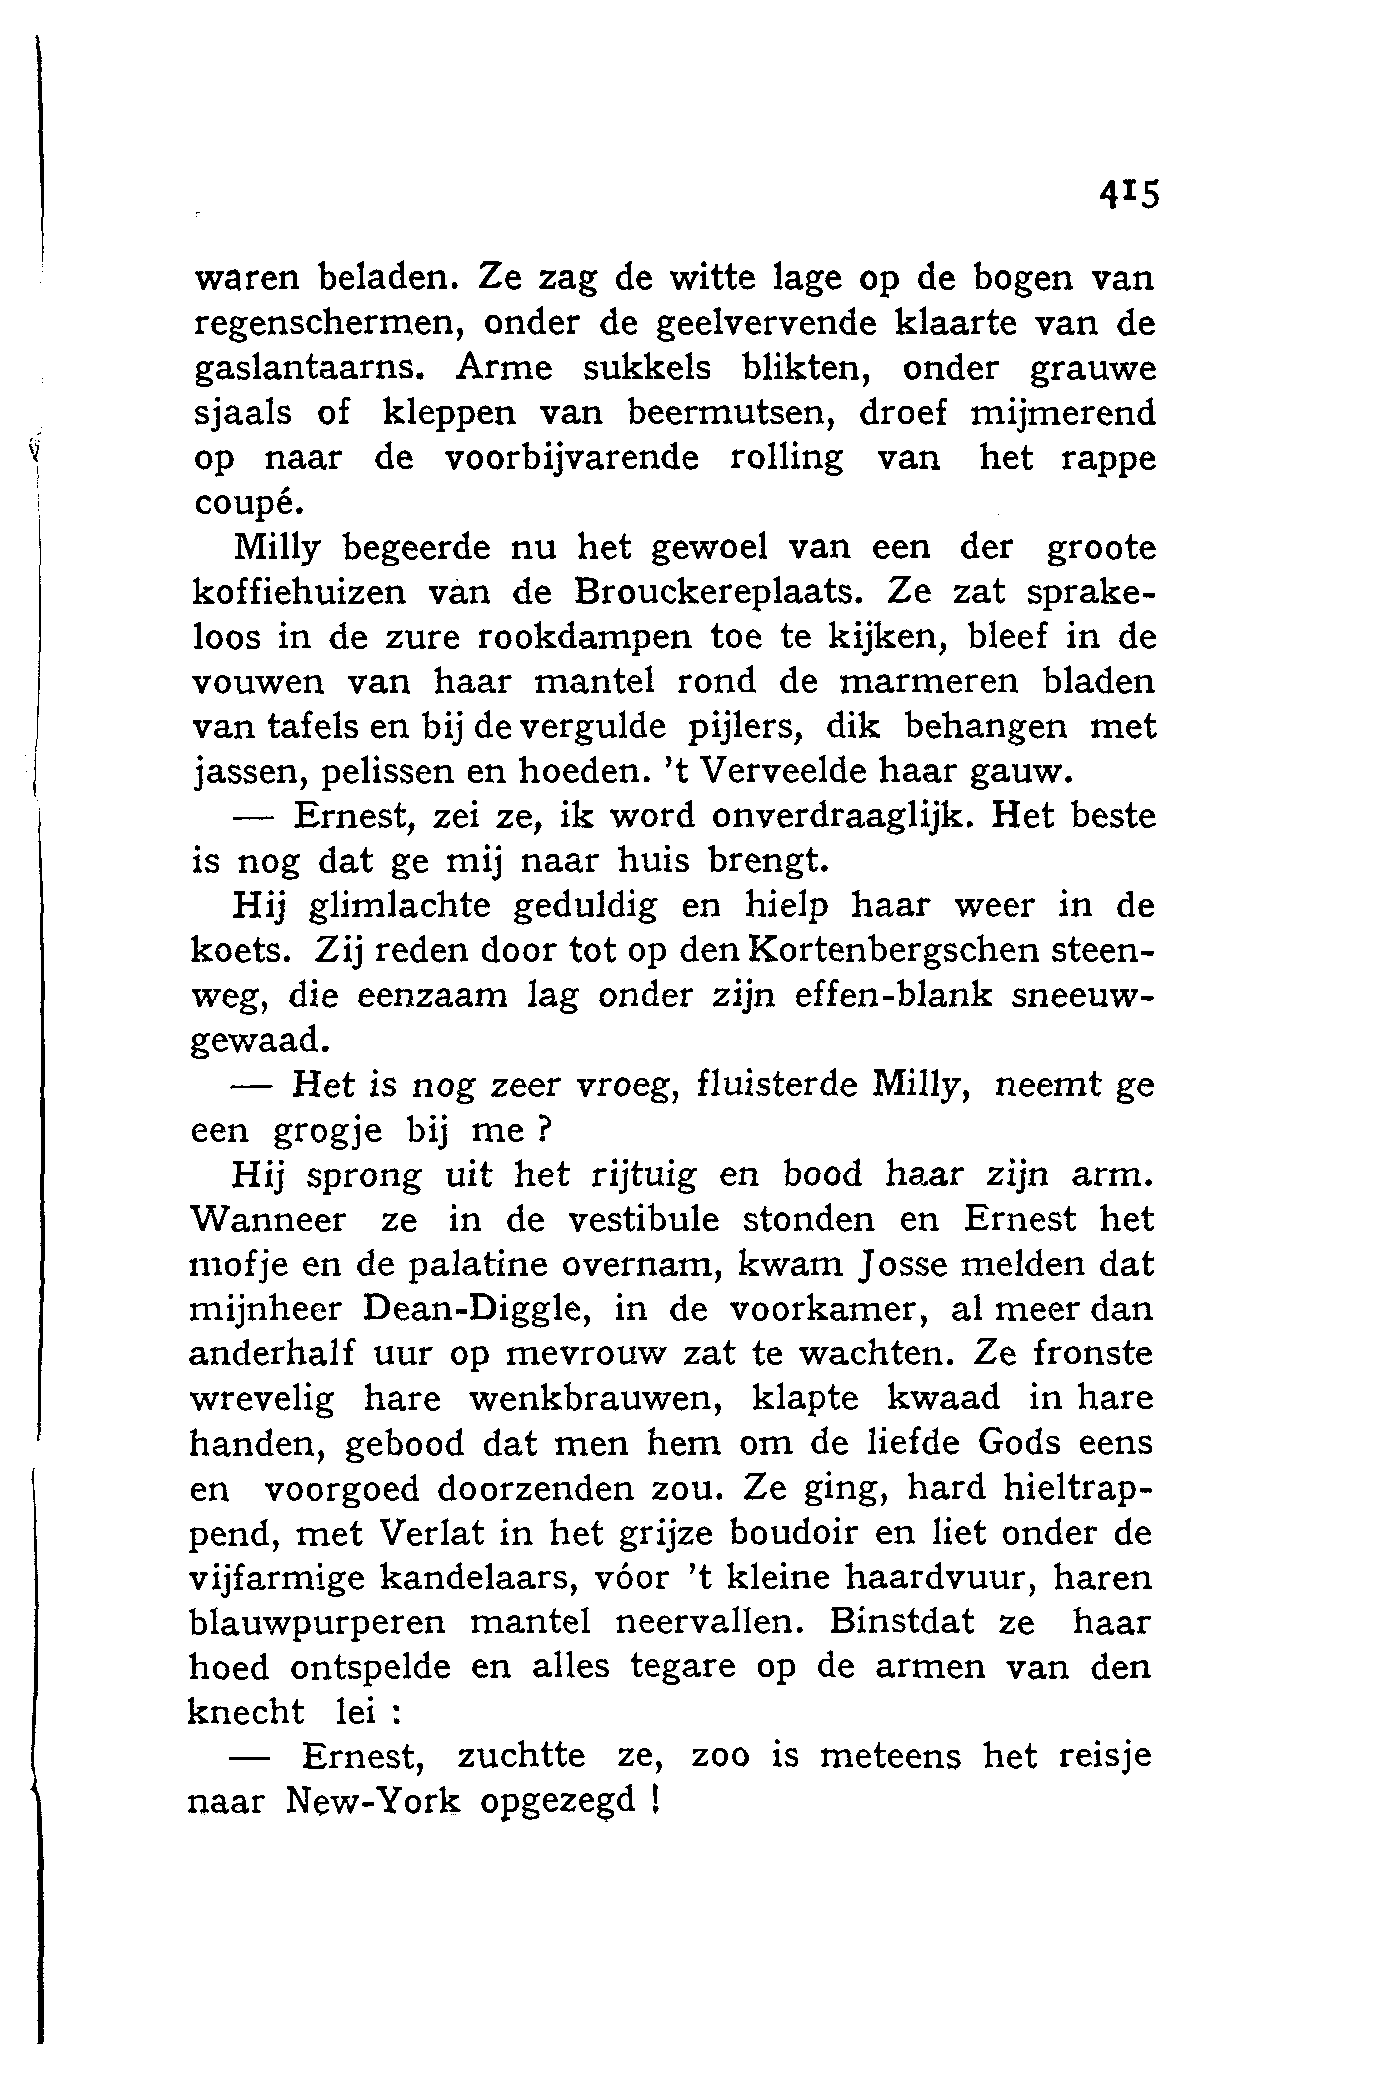 415
waren beladen. Ze zag de witte lage op de bogen van
regenschermen, onder de geelvervende klaarte van de
gaslantaarns. Arme sukkels blikten, onder grauwe
sjaals of kleppen van beermutsen, droef mijmerend
op naar de voorbijvarende rolling van het rappe
coupé.
Milly begeerde nu het gewoel van een der groote
koffiehuizen van de Brouckereplaats. Ze zat sprake-
loos in de zure rookdampen toe te kijken, bleef in de
vouwen van haar mantel rond de marmeren bladen
van tafels en bij de vergulde pijlers, dik behangen met
jassen, pelissen en hoeden. 't Verveelde haar gauw.
— Ernest, zei ze, ik word onverdraaglijk. Het beste
is nog dat ge mij naar huis brengt.
Hij glimlachte geduldig en hielp haar weer in de
koets. Zij reden door tot op den Kortenbergschen steen-
weg, die eenzaam lag onder zijn effen-blank sneeuw-
gewaad.
— Het is nog zeer vroeg, fluisterde Milly, neemt ge
een grogje bij me ?
Hij sprong uit het rijtuig en bood haar zijn arm.
Wanneer ze in de vestibule stonden en Ernest het
mofje en de palatine overnam, kwam Josse melden dat
mijnheer Dean-Diggle, in de voorkamer, al meer dan
anderhalf uur op mevrouw zat te wachten. Ze fronste
wrevelig hare wenkbrauwen, klapte kwaad in hare
handen, gebood dat men hem om de liefde Gods eens
en voorgoed doorzenden zou. Ze ging, hard hieltrap-
pend, met Verlat in het grijze boudoir en liet onder de
vijfarmige kandelaars, vóor 't kleine haardvuur, haren
blauwpurperen mantel neervallen. Binstdat ze haar
hoed ontspelde en alles tegare op de armen van den
knecht lei :
— Ernest, zuchtte ze, zoo is meteens het reisje
naar New-York opgezegd !